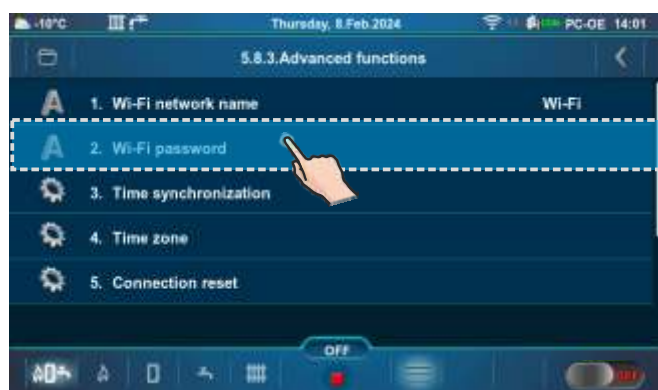 -10°C Thursday, 8.Feb.2024 PC-OE 14:01
5.8.3.Advanced functions
1. Wi-Fi network name Wi-Fi
2. Wi-Fi password
3. Time synchronization
4. Time zone
5. Connection reset
OFF
OFF